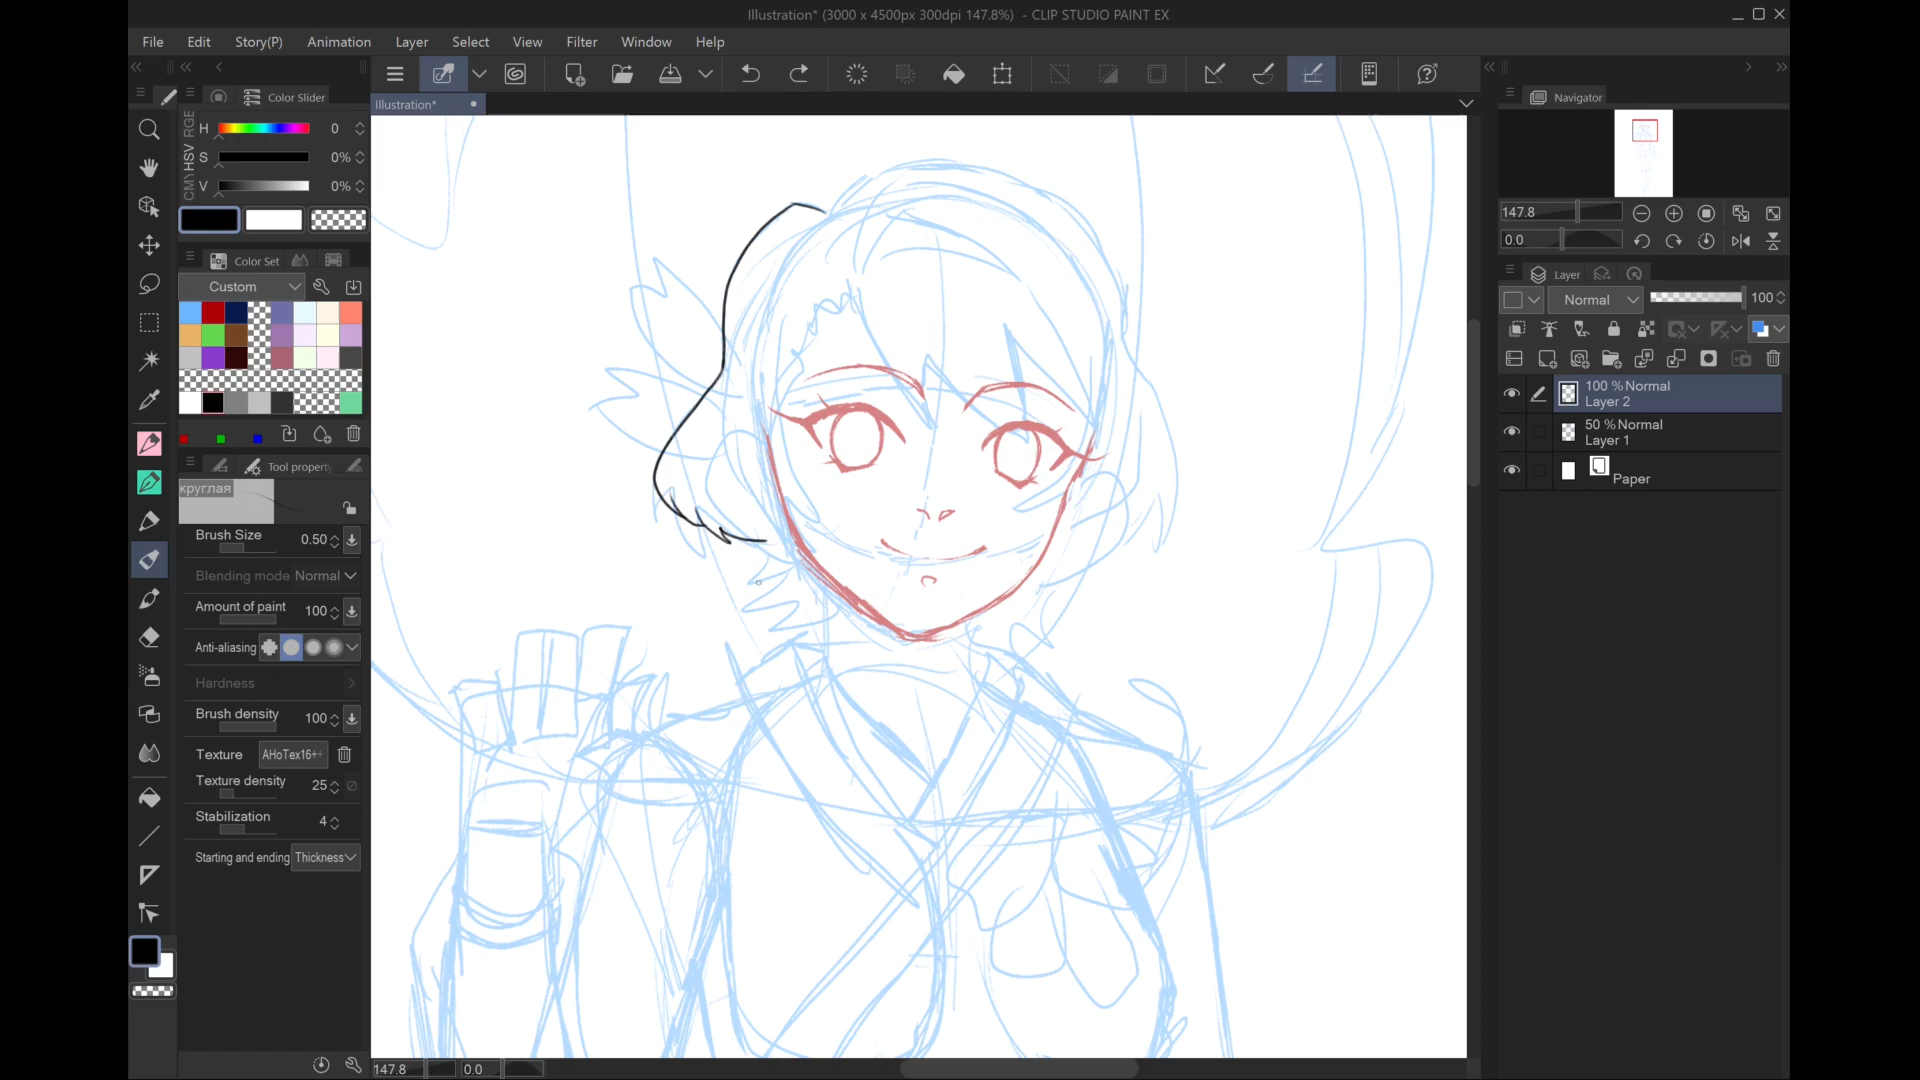 Illustration* (3000 x 4500px 300dpi 147.8%) - CLIP STUDIO PAINT EX
File Edit Story(P) Animation Layer Select View Filter Window Help
Color Slider
Illustration*
Navigator
H 0
S 0%
V 0%
RGE
HSV
CMY
147.8
0.0
Color Set
Custom
Layer
Normal 100
100 % Normal
Layer 2
50 % Normal
Layer 1
Paper
Tool property
круглая
Brush Size 0.50
Blending mode Normal
Amount of paint 100
Anti-aliasing
Hardness
Brush density 100
Texture AHoTex16++
Texture density 25
Stabilization 4
Starting and ending Thickness
147.8 0.0